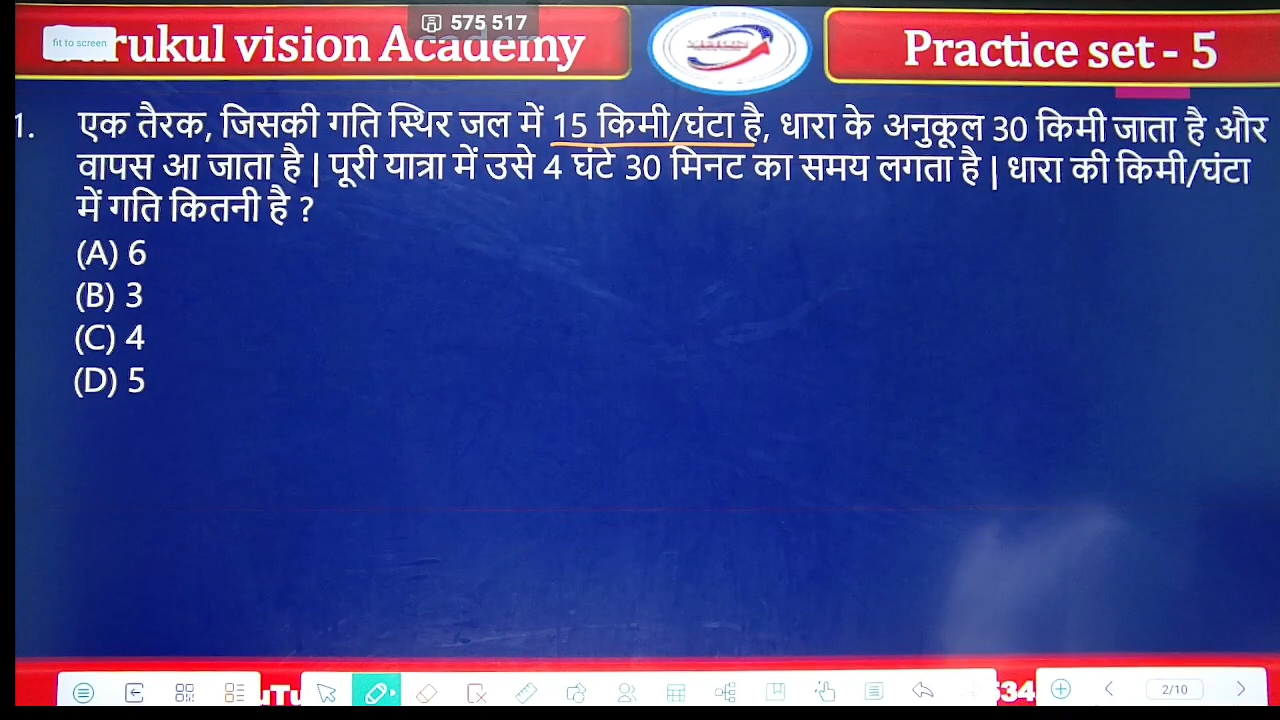 fit to screen
575 517
rukul vision Academy
VISION
Practice set - 5
1. एक तैरक, जिसकी गति स्थिर जल में 15 किमी/घंटा है, धारा के अनुकूल 30 किमी जाता है और
वापस आ जाता है | पूरी यात्रा में उसे 4 घंटे 30 मिनट का समय लगता है | धारा की किमी/घंटा
में गति कितनी है ?
(A) 6
(B) 3
(C) 4
(D) 5
2/10